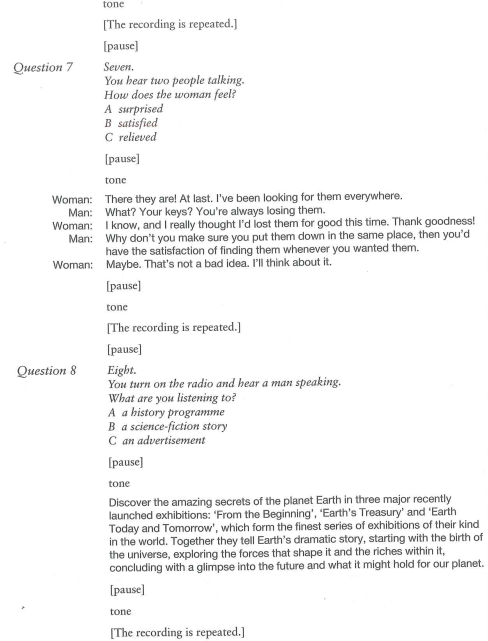 tone
[The recording is repeated.]
[pause]
Question 7 Seven.
You hear two people talking.
How does the woman feel?
A surprised
B satisfied
C relieved
[pause]
tone
Woman: There they are! At last. I've been looking for them everywhere.
Man: What? Your keys? You're always losing them.
Woman: I know, and I really thought I'd lost them for good this time. Thank goodness!
Man: Why don't you make sure you put them down in the same place, then you'd
have the satisfaction of finding them whenever you wanted them.
Woman: Maybe. That's not a bad idea. I'll think about it.
[pause]
tone
[The recording is repeated.]
[pause]
Question 8 Eight.
You turn on the radio and hear a man speaking.
What are you listening to?
A a history programme
B a science-fiction story
C an advertisement
[pause]
tone
Discover the amazing secrets of the planet Earth in three major recently
launched exhibitions: 'From the Beginning', 'Earth's Treasury' and 'Earth
Today and Tomorrow', which form the finest series of exhibitions of their kind
in the world. Together they tell Earth's dramatic story, starting with the birth of
the universe, exploring the forces that shape it and the riches within it,
concluding with a glimpse into the future and what it might hold for our planet.
[pause]
tone
[The recording is repeated.]